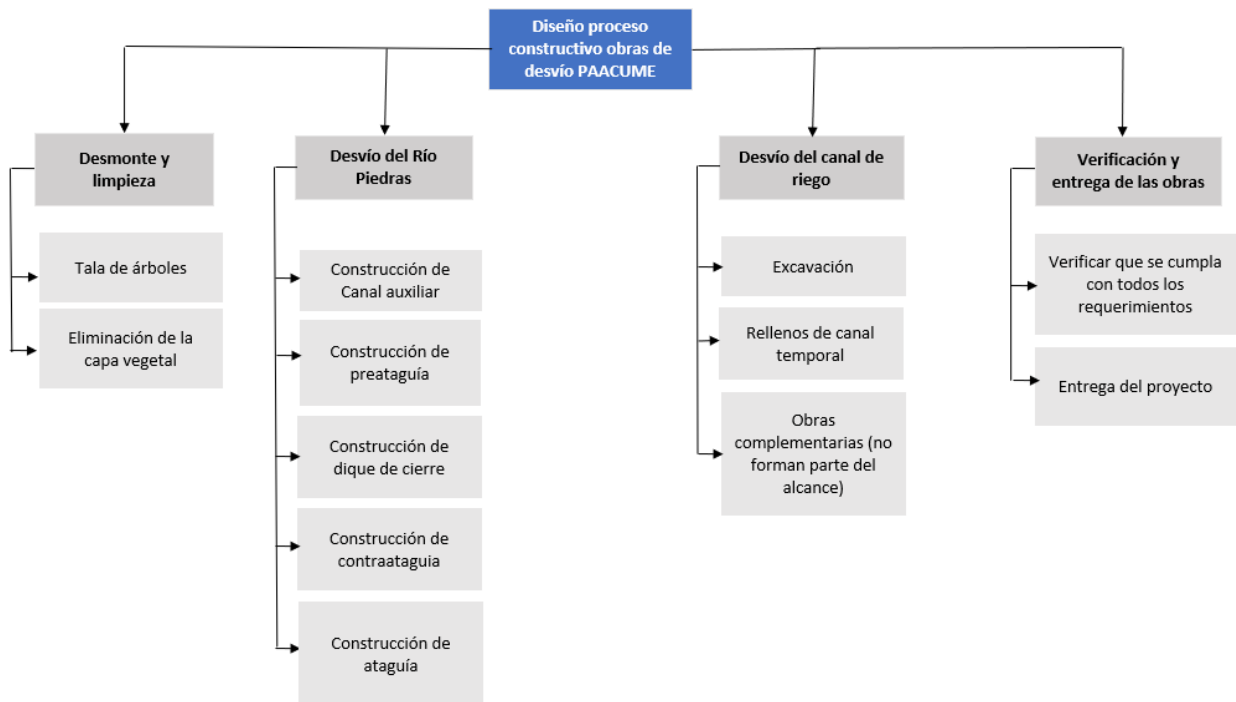 Diseño proceso
constructivo obras de
desvío PAACUME
Desmonte y
limpieza
Tala de árboles
Eliminación de la
capa vegetal
Desvío del Río
Piedras
Construcción de
Canal auxiliar
Construcción de
preataguía
Construcción de
dique de cierre
Construcción de
contraataguia
Construcción de
ataguía
Desvío del canal de
riego
Excavación
Rellenos de canal
temporal
Obras
complementarias (no
forman parte del
alcance)
Verificación y
entrega de las obras
Verificar que se cumpla
con todos los
requerimientos
Entrega del proyecto